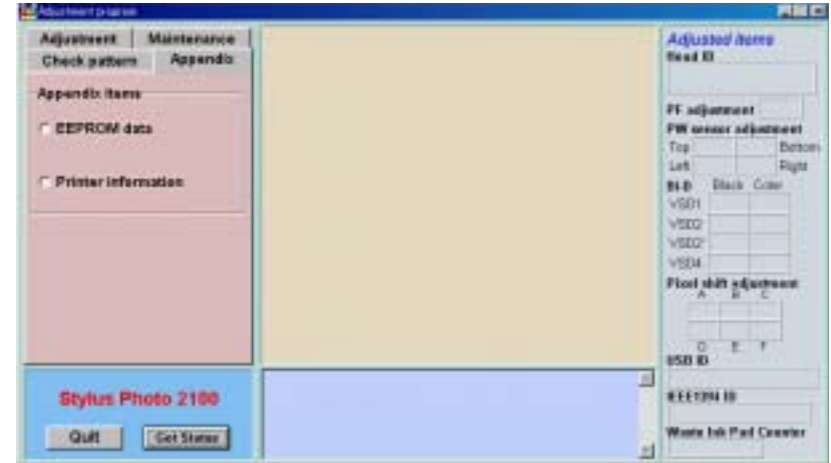 Adjustment program
Adjustment Maintenance
Check pattern Appendix
Appendix items
EEPROM data
Printer information
Stylus Photo 2100
Quit Get Status
Adjusted items
Head ID
PF adjustment
PW sensor adjustment
Top Bottom
Left Right
Bi-D Black Color
VSD1
VSD2
VSD2'
VSD4
Pixel shift adjustment
A B C
D E F
USB ID
IEEE1394 ID
Waste Ink Pad Counter